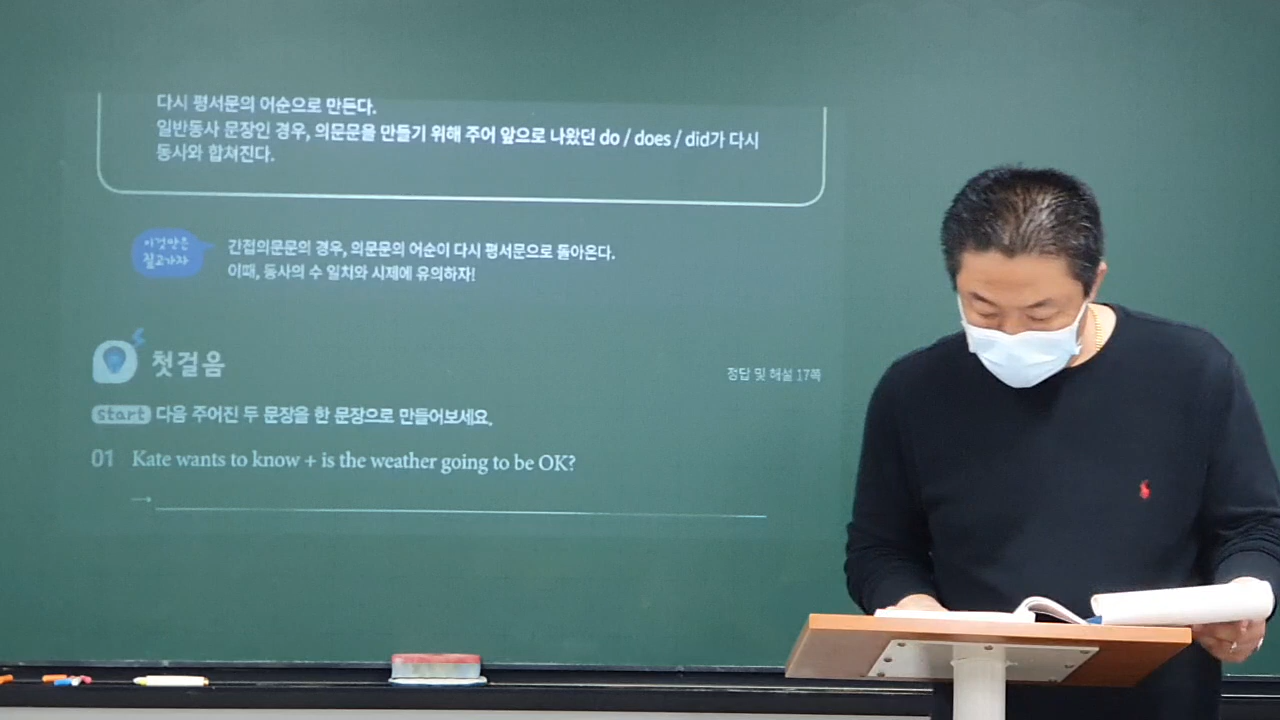 다시 평서문의 어순으로 만든다.
일반동사 문장인 경우, 의문문을 만들기 위해 주어 앞으로 나왔던 do / does / did가 다시
동사와 합쳐진다.
이것만은
짚고가자
간접의문문의 경우, 의문문의 어순이 다시 평서문으로 돌아온다.
이때, 동사의 수 일치와 시제에 유의하자!
첫걸음
정답 및 해설 17쪽
start 다음 주어진 두 문장을 한 문장으로 만들어보세요.
01 Kate wants to know + is the weather going to be OK?
→